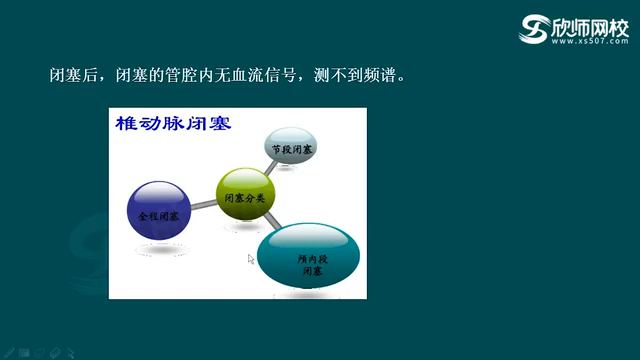 欣师网校
www.xs507.com
闭塞后，闭塞的管腔内无血流信号，测不到频谱。
椎动脉闭塞
节段闭塞
闭塞分类
全程闭塞
颅内段
闭塞